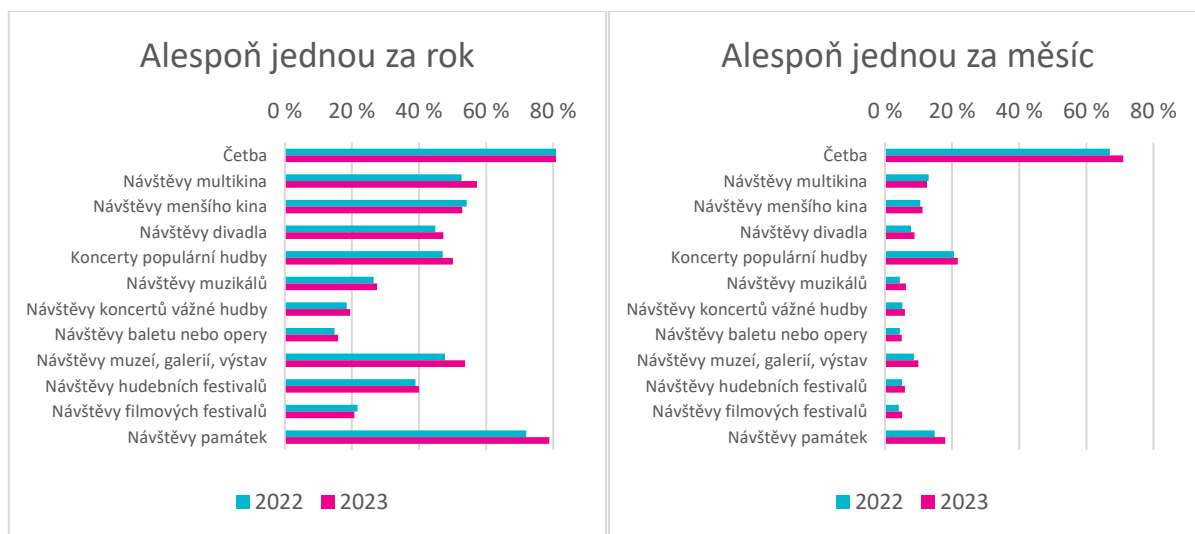 Alespoň jednou za rok
0 % 20 % 40 % 60 % 80 %
Četba
Návštěvy multikina
Návštěvy menšího kina
Návštěvy divadla
Koncerty populární hudby
Návštěvy muzikálů
Návštěvy koncertů vážné hudby
Návštěvy baletu nebo opery
Návštěvy muzeí, galerií, výstav
Návštěvy hudebních festivalů
Návštěvy filmových festivalů
Návštěvy památek
2022 2023
Alespoň jednou za měsíc
0 % 20 % 40 % 60 % 80 %
Četba
Návštěvy multikina
Návštěvy menšího kina
Návštěvy divadla
Koncerty populární hudby
Návštěvy muzikálů
Návštěvy koncertů vážné hudby
Návštěvy baletu nebo opery
Návštěvy muzeí, galerií, výstav
Návštěvy hudebních festivalů
Návštěvy filmových festivalů
Návštěvy památek
2022 2023